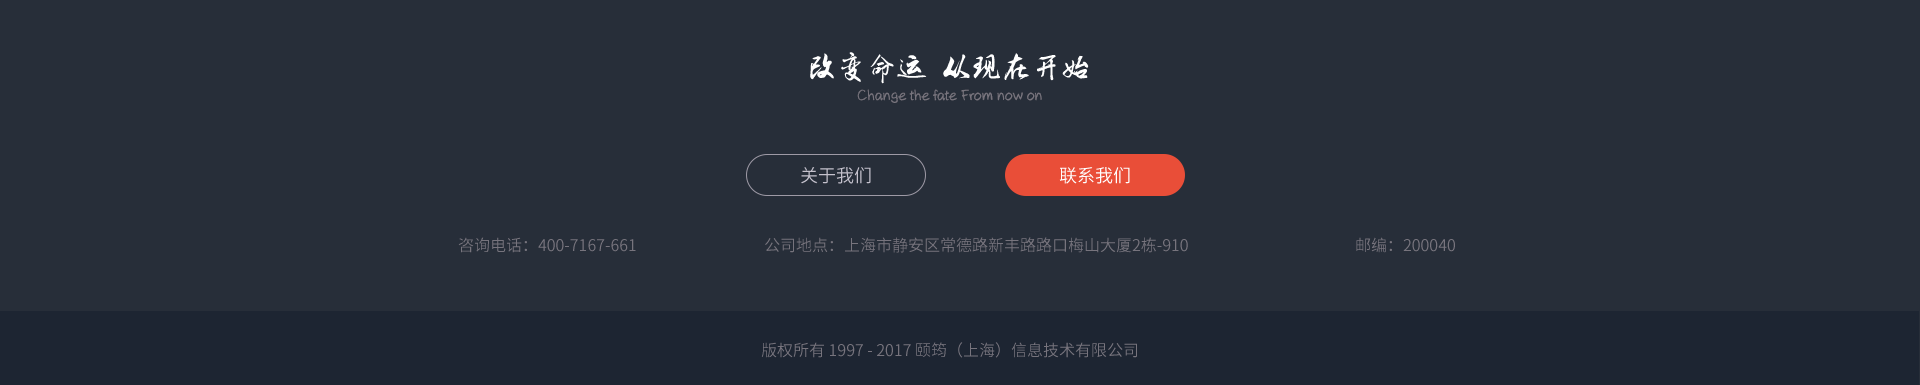 改变命运 从现在开始
Change the fate From now on
关于我们 联系我们
咨询电话：400-7167-661 公司地点：上海市静安区常德路新丰路路口梅山大厦2栋-910 邮编：200040
版权所有 1997 - 2017 颐筠（上海）信息技术有限公司